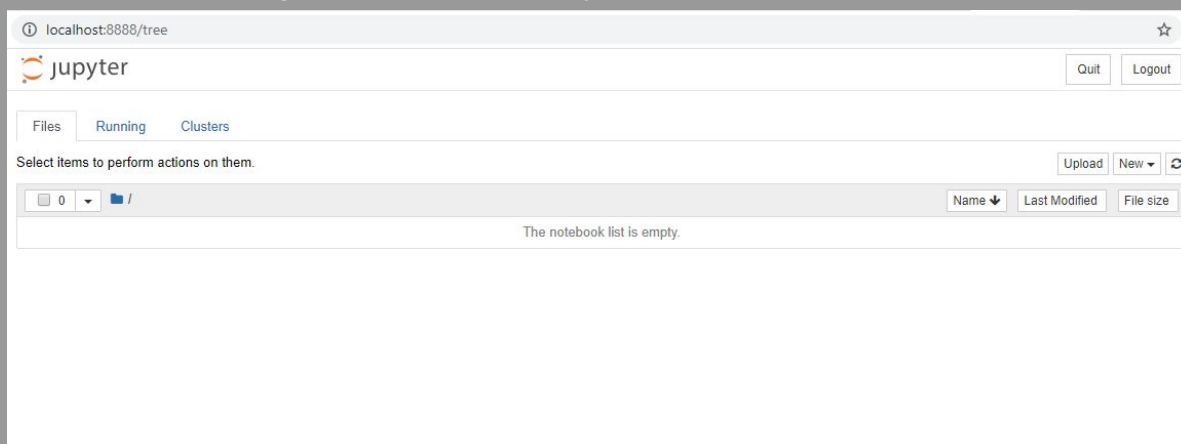 localhost:8888/tree
jupyter
Quit Logout
Files Running Clusters
Select items to perform actions on them.
Upload New
0 / Name Last Modified File size
The notebook list is empty.